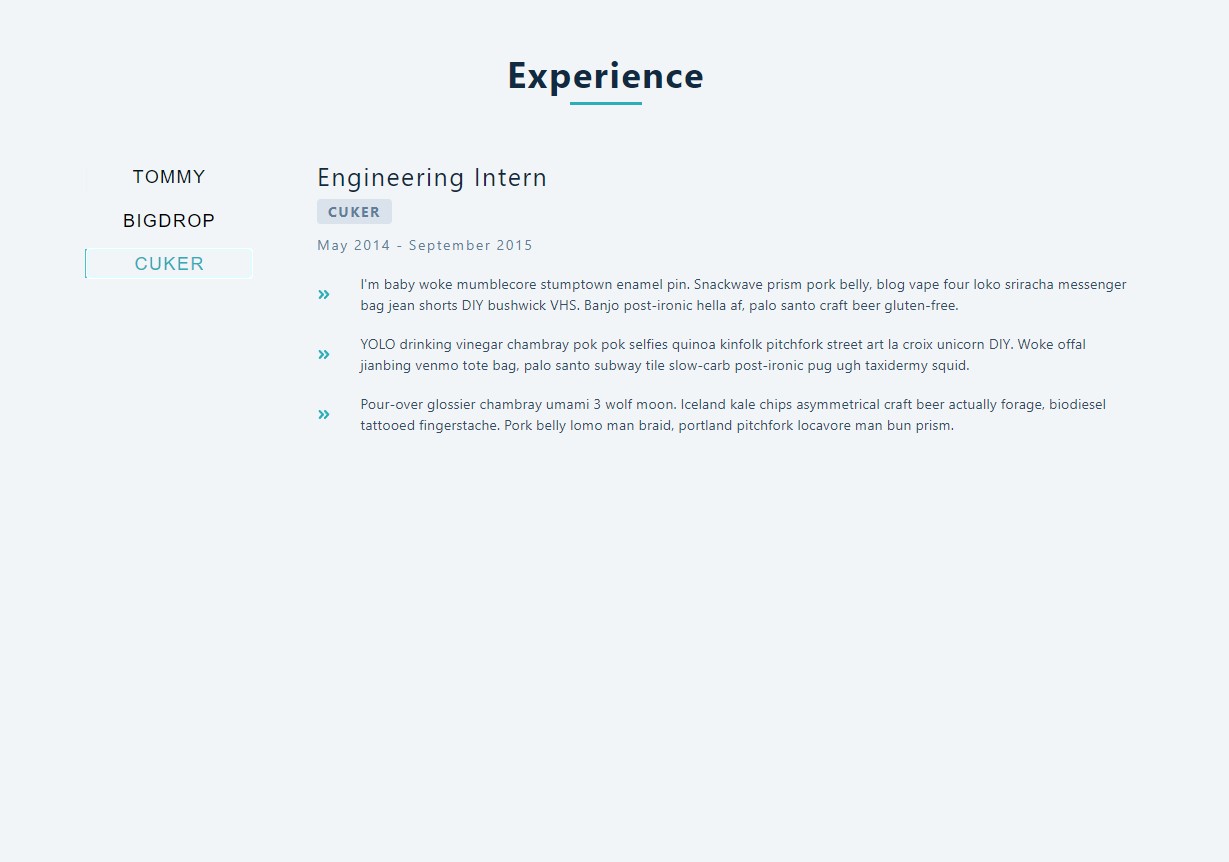 Experience
TOMMY
BIGDROP
CUKER
Engineering Intern
CUKER
May 2014 - September 2015
I'm baby woke mumblecore stumptown enamel pin. Snackwave prism pork belly, blog vape four loko sriracha messenger
bag jean shorts DIY bushwick VHS. Banjo post-ironic hella af, palo santo craft beer gluten-free.
YOLO drinking vinegar chambray pok pok selfies quinoa kinfolk pitchfork street art la croix unicorn DIY. Woke offal
jianbing venmo tote bag, palo santo subway tile slow-carb post-ironic pug ugh taxidermy squid.
Pour-over glossier chambray umami 3 wolf moon. Iceland kale chips asymmetrical craft beer actually forage, biodiesel
tattooed fingerstache. Pork belly lomo man braid, portland pitchfork locavore man bun prism.